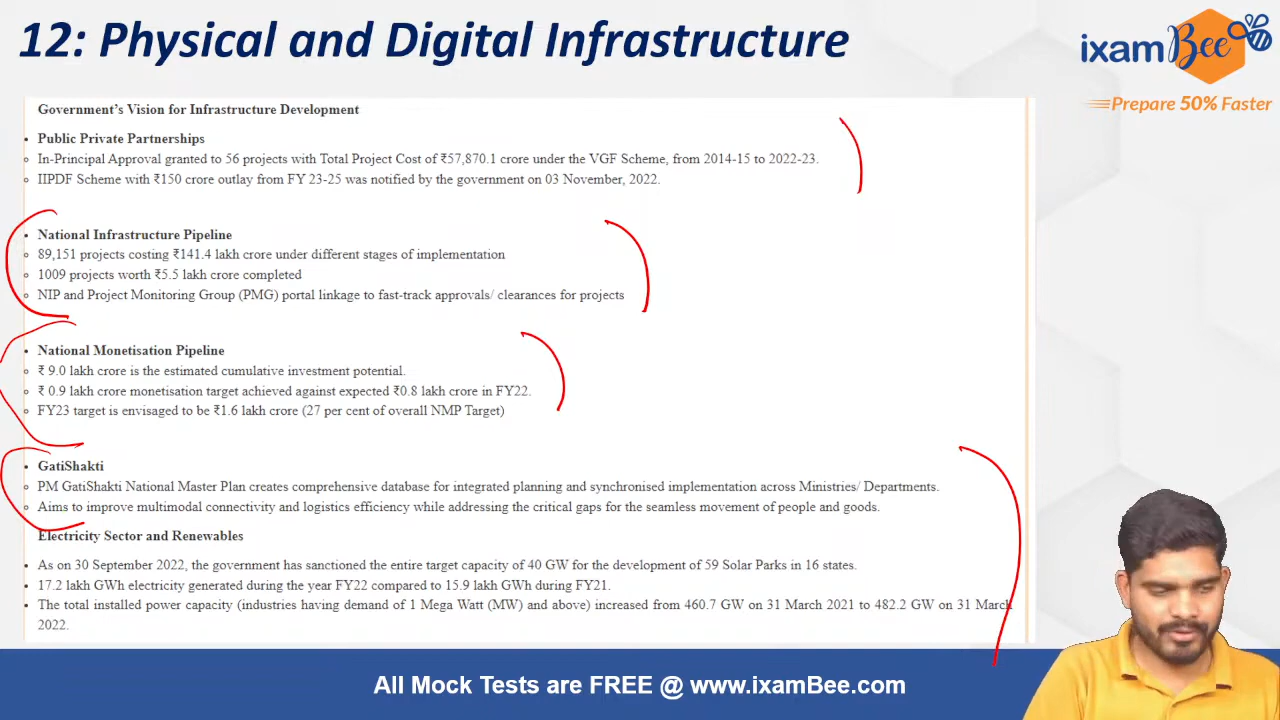 12: Physical and Digital Infrastructure
ixamBee
Prepare 50% Faster
Government's Vision for Infrastructure Development
Public Private Partnerships
In-Principal Approval granted to 56 projects with Total Project Cost of ₹57,870.1 crore under the VGF Scheme, from 2014-15 to 2022-23.
IIPDF Scheme with ₹150 crore outlay from FY 23-25 was notified by the government on 03 November, 2022.
National Infrastructure Pipeline
89,151 projects costing ₹141.4 lakh crore under different stages of implementation
1009 projects worth ₹5.5 lakh crore completed
NIP and Project Monitoring Group (PMG) portal linkage to fast-track approvals/ clearances for projects
National Monetisation Pipeline
₹ 9.0 lakh crore is the estimated cumulative investment potential.
₹ 0.9 lakh crore monetisation target achieved against expected ₹0.8 lakh crore in FY22.
FY23 target is envisaged to be ₹1.6 lakh crore (27 per cent of overall NMP Target)
GatiShakti
PM GatiShakti National Master Plan creates comprehensive database for integrated planning and synchronised implementation across Ministries/ Departments.
Aims to improve multimodal connectivity and logistics efficiency while addressing the critical gaps for the seamless movement of people and goods.
Electricity Sector and Renewables
As on 30 September 2022, the government has sanctioned the entire target capacity of 40 GW for the development of 59 Solar Parks in 16 states.
17.2 lakh GWh electricity generated during the year FY22 compared to 15.9 lakh GWh during FY21.
The total installed power capacity (industries having demand of 1 Mega Watt (MW) and above) increased from 460.7 GW on 31 March 2021 to 482.2 GW on 31 March
2022.
All Mock Tests are FREE @ www.ixamBee.com